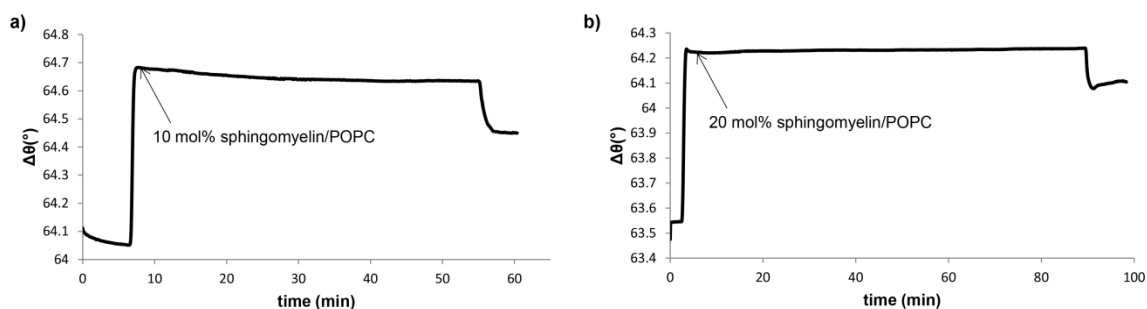 a)
64.8
64.7
64.6
64.5
64.4
64.3
64.2
64.1
64
Δθ(°)
10 mol% sphingomyelin/POPC
0 10 20 30 40 50 60
time (min)
b)
64.3
64.2
64.1
64
63.9
63.8
63.7
63.6
63.5
63.4
Δθ(°)
20 mol% sphingomyelin/POPC
0 20 40 60 80 100
time (min)